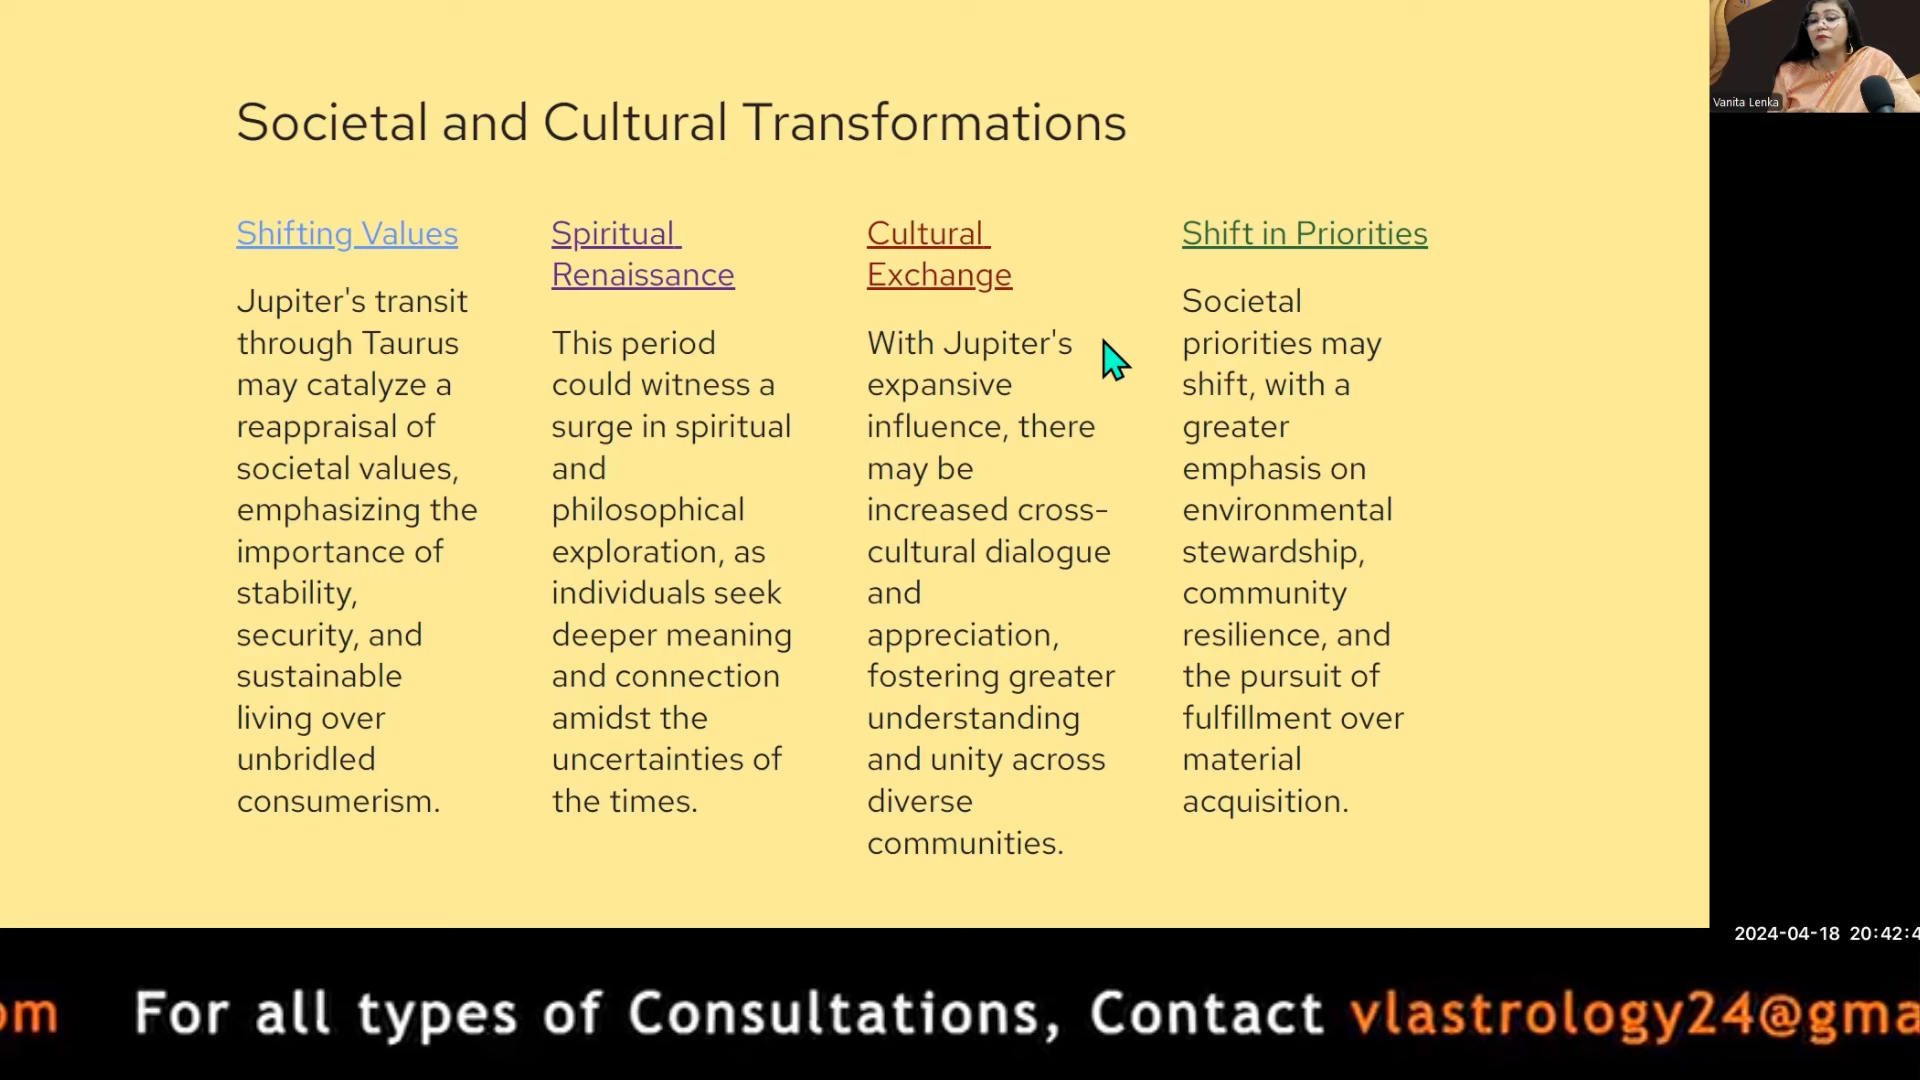 Societal and Cultural Transformations
Shifting Values
Jupiter's transit
through Taurus
may catalyze a
reappraisal of
societal values,
emphasizing the
importance of
stability,
security, and
sustainable
living over
unbridled
consumerism.
Spiritual
Renaissance
This period
could witness a
surge in spiritual
and
philosophical
exploration, as
individuals seek
deeper meaning
and connection
amidst the
uncertainties of
the times.
Cultural
Exchange
With Jupiter's
expansive
influence, there
may be
increased cross-
cultural dialogue
and
appreciation,
fostering greater
understanding
and unity across
diverse
communities.
Shift in Priorities
Societal
priorities may
shift, with a
greater
emphasis on
environmental
stewardship,
community
resilience, and
the pursuit of
fulfillment over
material
acquisition.
Vanita Lenka
2024-04-18 20:42:4
om For all types of Consultations, Contact vlastrology24@gma